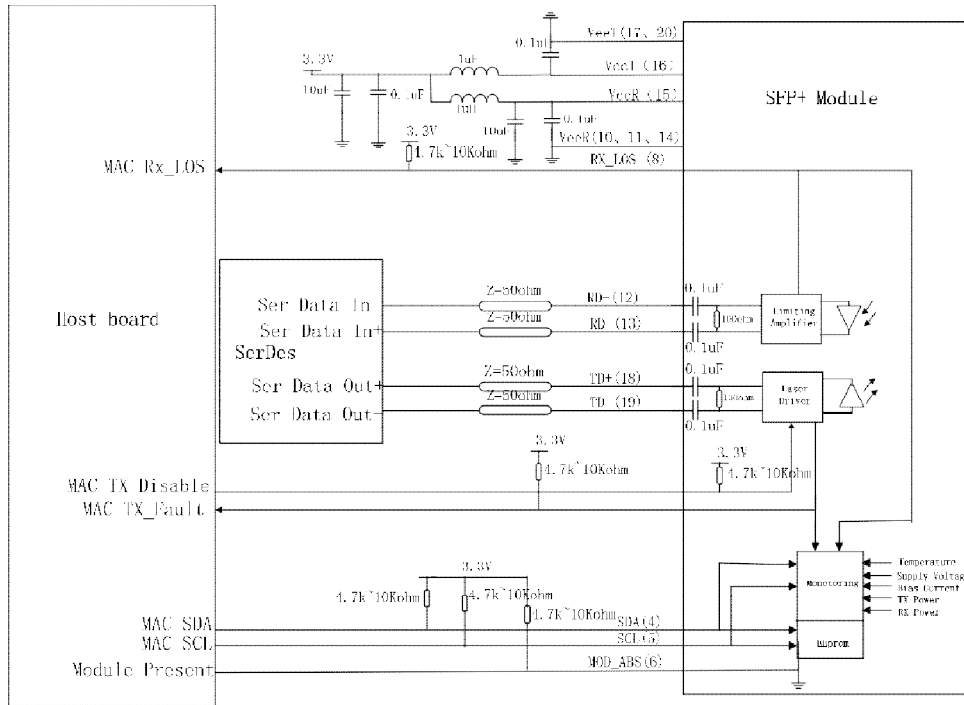 VeeT(17、20)
0.1uF
3.3V
1uF
VccT (16)
10uF
0.1uF
VccR (15)
SFP+ Module
1uH
10uF
0.1uF
3.3V
VeeR(10、11、14)
4.7k~10Kohm
RX_LOS (8)
MAC Rx_LOS
0.1uF
Z=50ohm
RD-(12)
Ser Data In
Host board
Z=50ohm
RD (13)
100ohm
Limiting
Amplifier
Ser Data In+
SerDes
0.1uF
Z=50ohm
TD+(18)
0.1uF
Ser Data Out+
Z=50ohm
TD (19)
100ohm
Laser
Driver
Ser Data Out-
0.1uF
3.3V
3.3V
4.7k~10Kohm
4.7k~10Kohm
MAC TX Disable
MAC TX_Fault
3.3V
Temperature
Monetoring
Supply Voltag
Bias Current
4.7k~10Kohm
4.7k~10Kohm
TX Power
4.7k~10Kohm
RX Power
MAC SDA
SDA(4)
MAC SCL
SCL(5)
EEprom
Module Present
MOD_ABS(6)